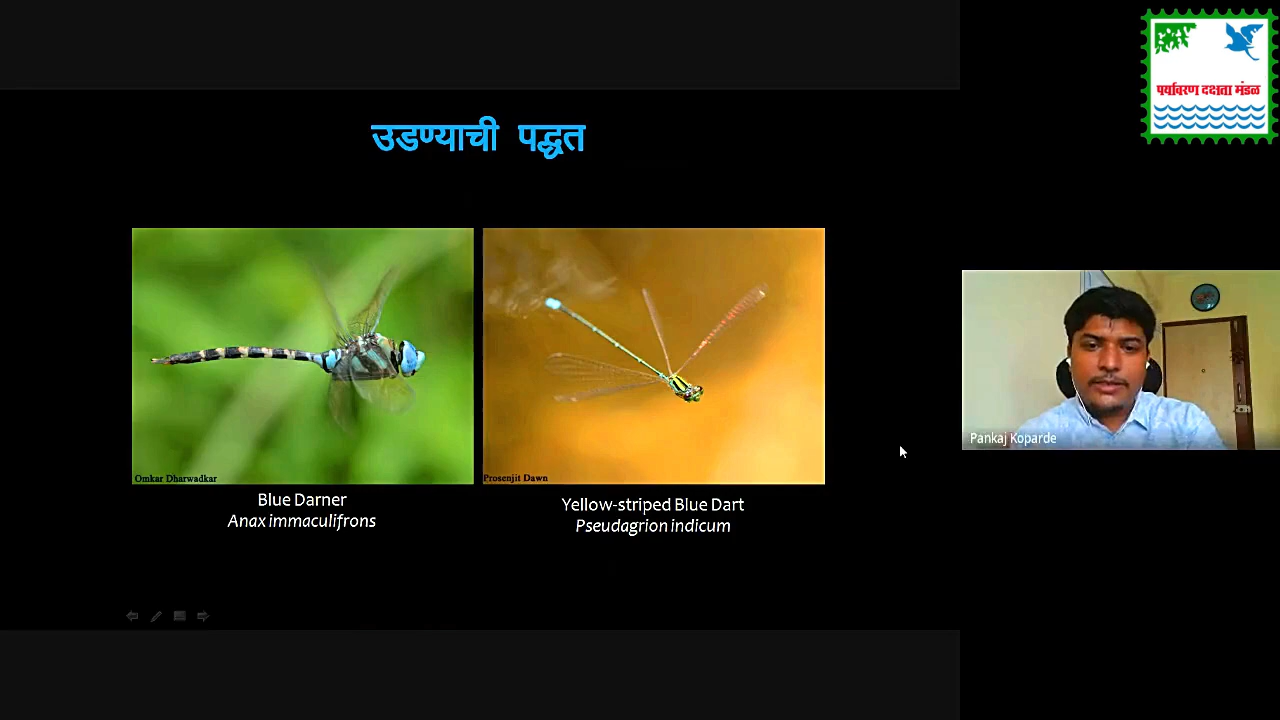 पर्यावरण दक्षता मंडळ
उडण्याची पद्धत
Omkar Dharwadkar
Prosenjit Dawn
Blue Darner
Anax immaculifrons
Yellow-striped Blue Dart
Pseudagrion indicum
Pankaj Koparde